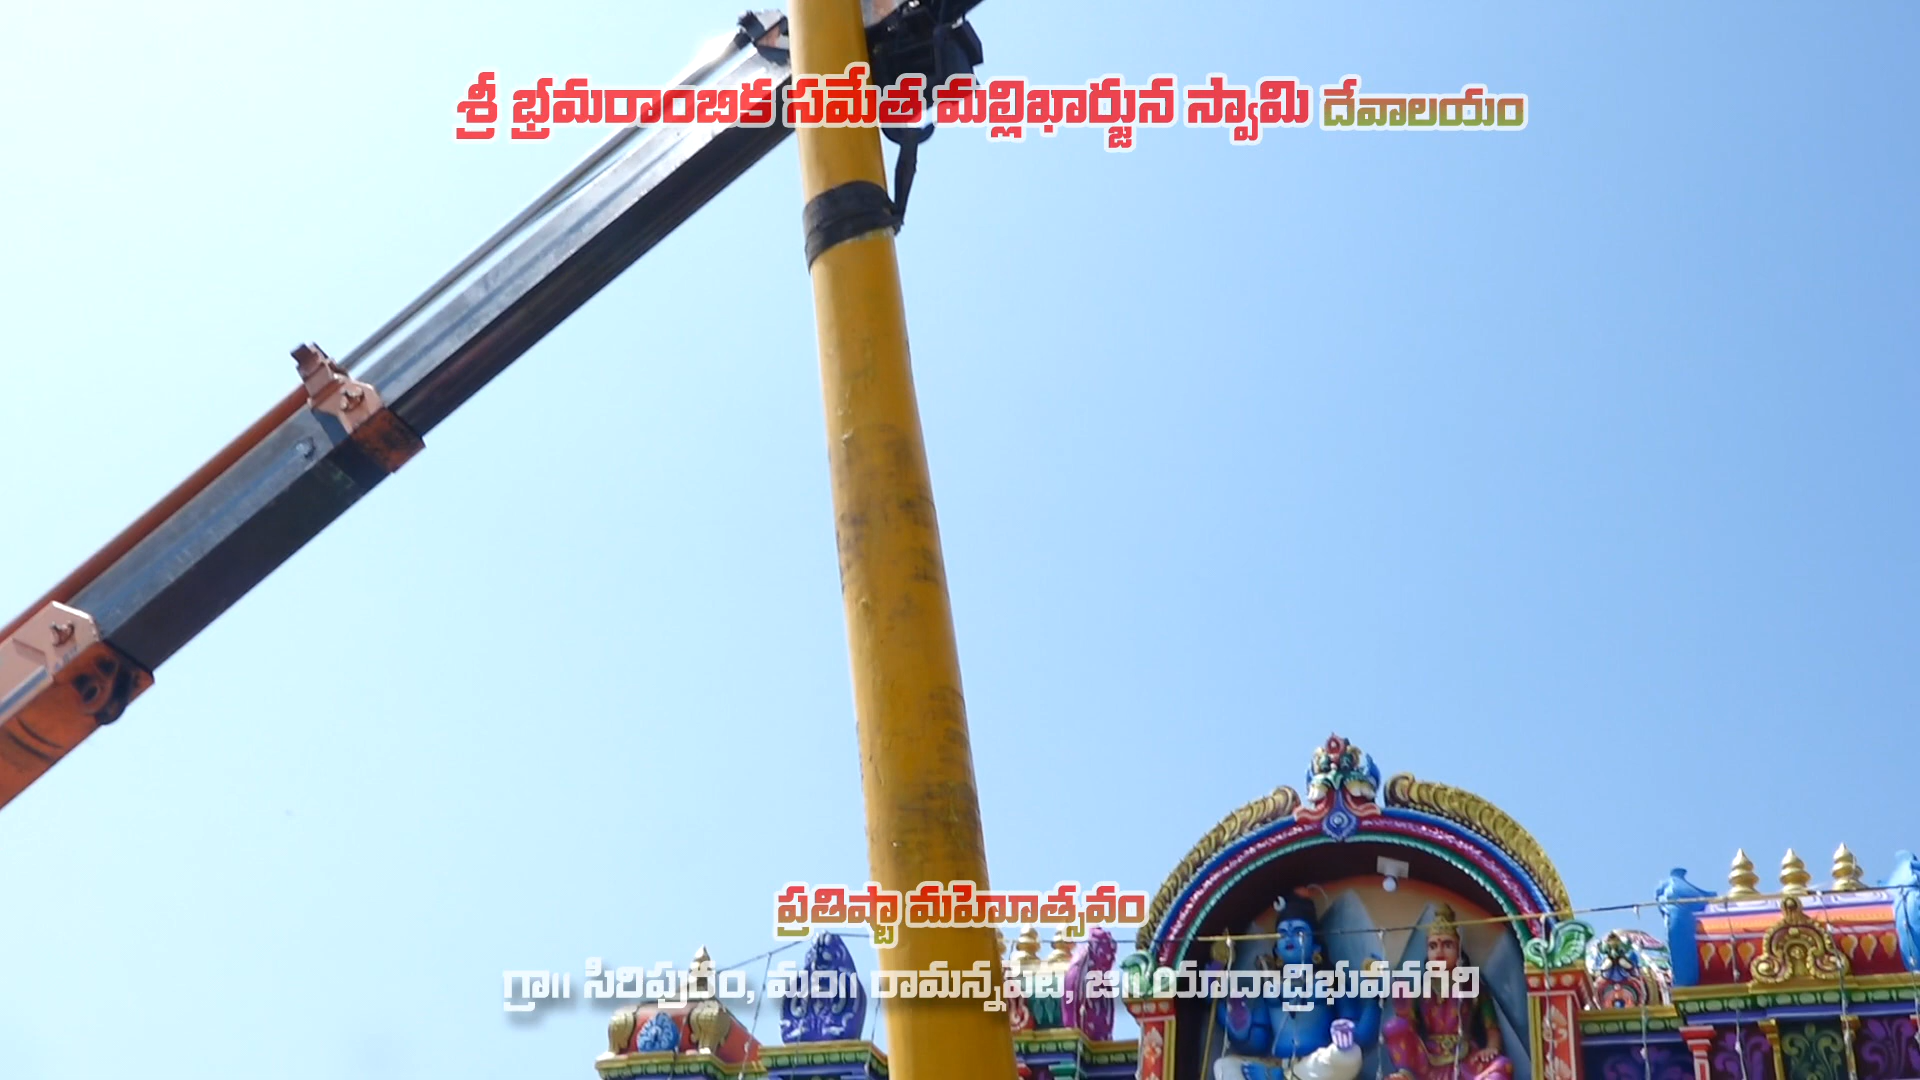 శ్రీ భ్రమరాంబిక సమేత మల్లిఖార్జున స్వామి దేవాలయం
ప్రతిష్టా మహెూత్సవం
గ్రా॥ సిరిపురం, మం॥ రామన్నపేట, జి॥ యాదాద్రిభువనగిరి